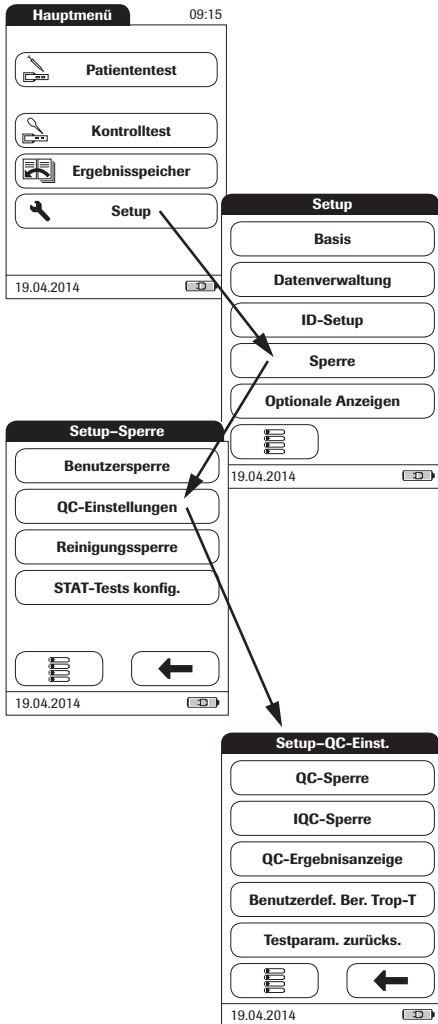 Hauptmenü 09:15
Patiententest
Kontrolltest
Ergebnisspeicher
Setup
19.04.2014
Setup
Basis
Datenverwaltung
ID-Setup
Sperre
Optionale Anzeigen
19.04.2014
Setup–Sperre
Benutzersperre
QC-Einstellungen
Reinigungssperre
STAT-Tests konfig.
19.04.2014
Setup–QC-Einst.
QC-Sperre
IQC-Sperre
QC-Ergebnisanzeige
Benutzerdef. Ber. Trop-T
Testparam. zurücks.
19.04.2014